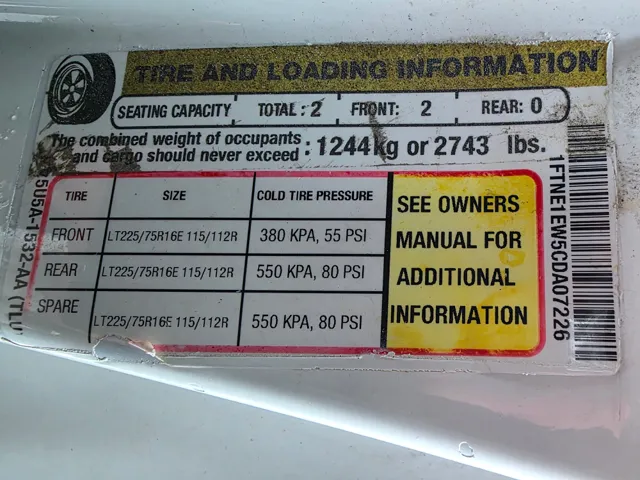 TIRE AND LOADING INFORMATION
SEATING CAPACITY TOTAL: 2 FRONT: 2 REAR: 0
The combined weight of occupants and cargo should never exceed : 1244kg or 2743 lbs.
TIRE SIZE COLD TIRE PRESSURE
FRONT LT225/75R16E 115/112R 380 KPA, 55 PSI
REAR LT225/75R16E 115/112R 550 KPA, 80 PSI
SPARE LT225/75R16E 115/112R 550 KPA, 80 PSI
SEE OWNERS
MANUAL FOR
ADDITIONAL
INFORMATION
1FTNE1EW5CDA07226
5U5A-1532-AA (TLU